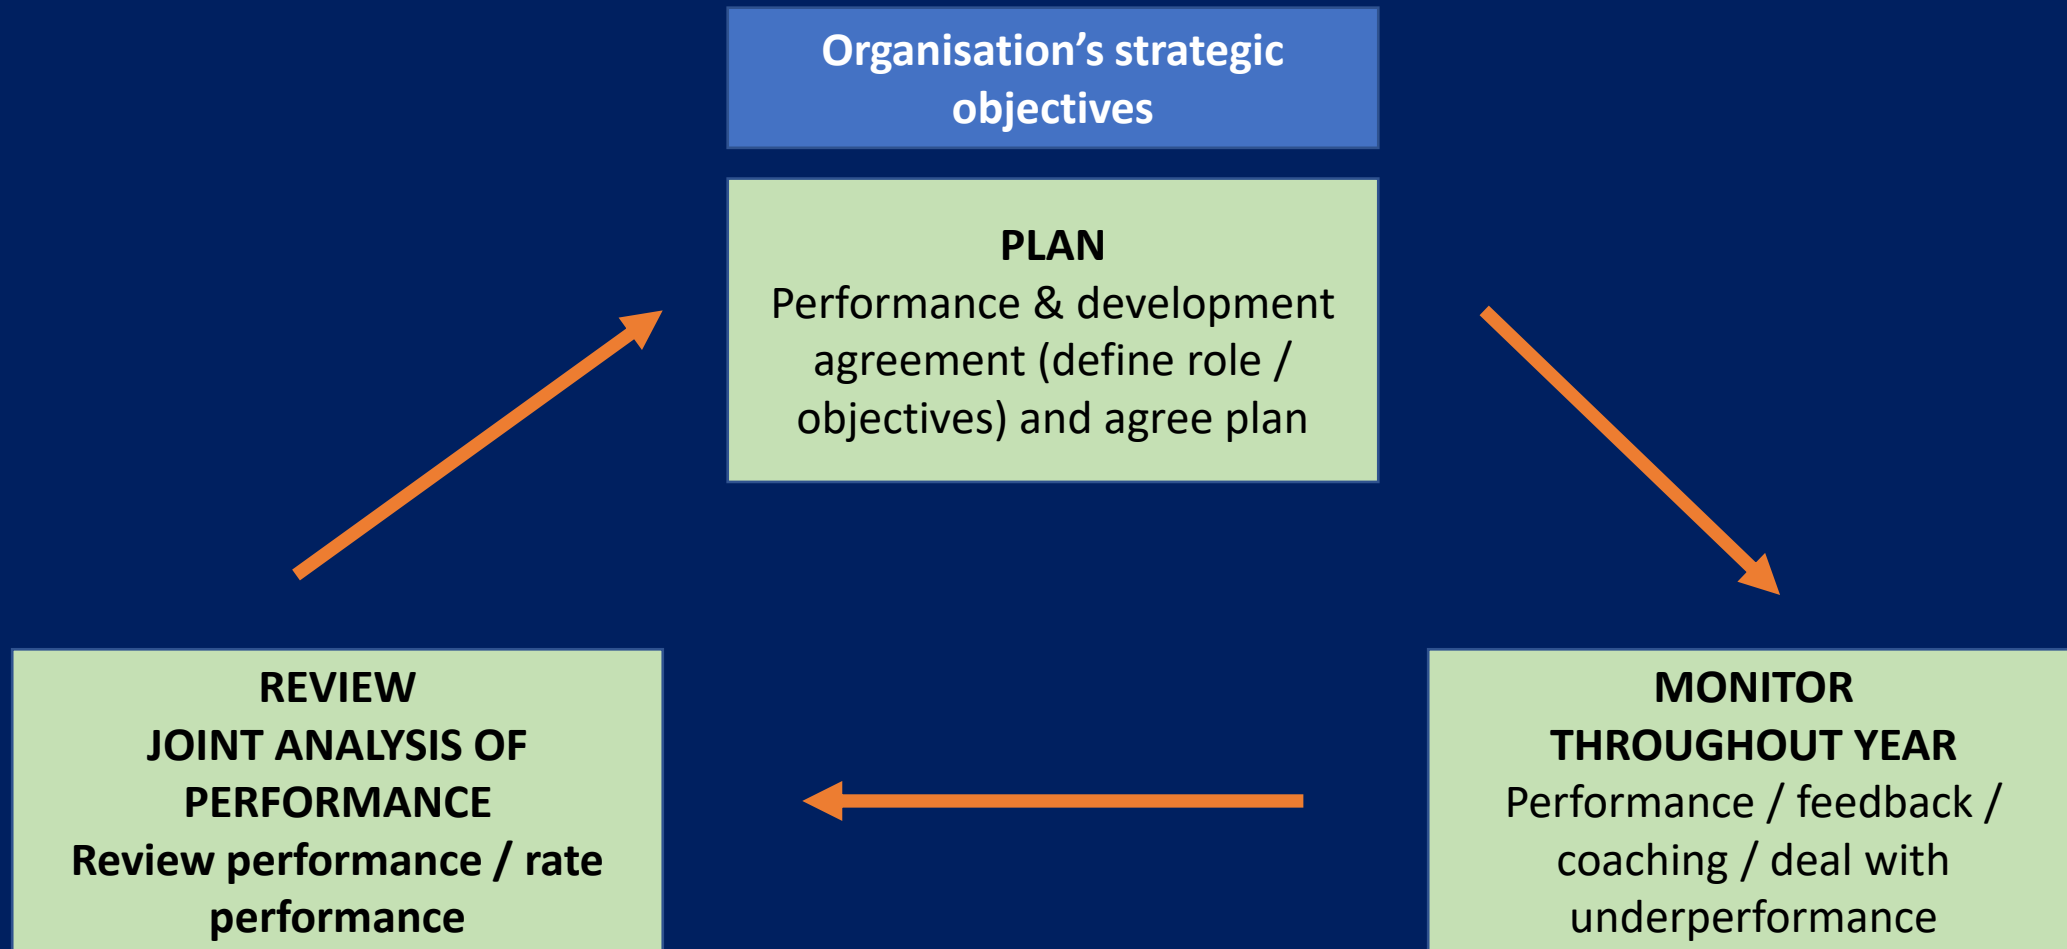 Organisation’s strategic
objectives
PLAN
Performance & development
agreement (define role /
objectives) and agree plan
REVIEW
JOINT ANALYSIS OF
PERFORMANCE
Review performance / rate
performance
MONITOR
THROUGHOUT YEAR
Performance / feedback /
coaching / deal with
underperformance